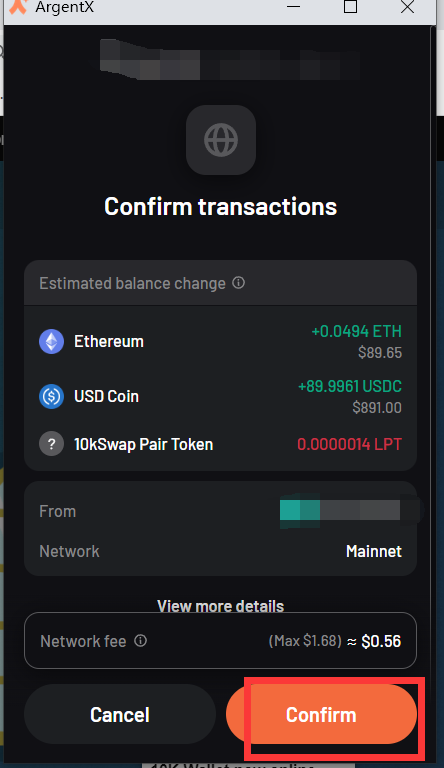 ArgentX
Confirm transactions
Estimated balance change
Ethereum
+0.0494 ETH
$89.65
USD Coin
+89.9961 USDC
$891.00
? 10kSwap Pair Token
0.0000014 LPT
From
Network
Mainnet
View more details
Network fee
(Max $1.68) ≈ $0.56
Cancel
Confirm